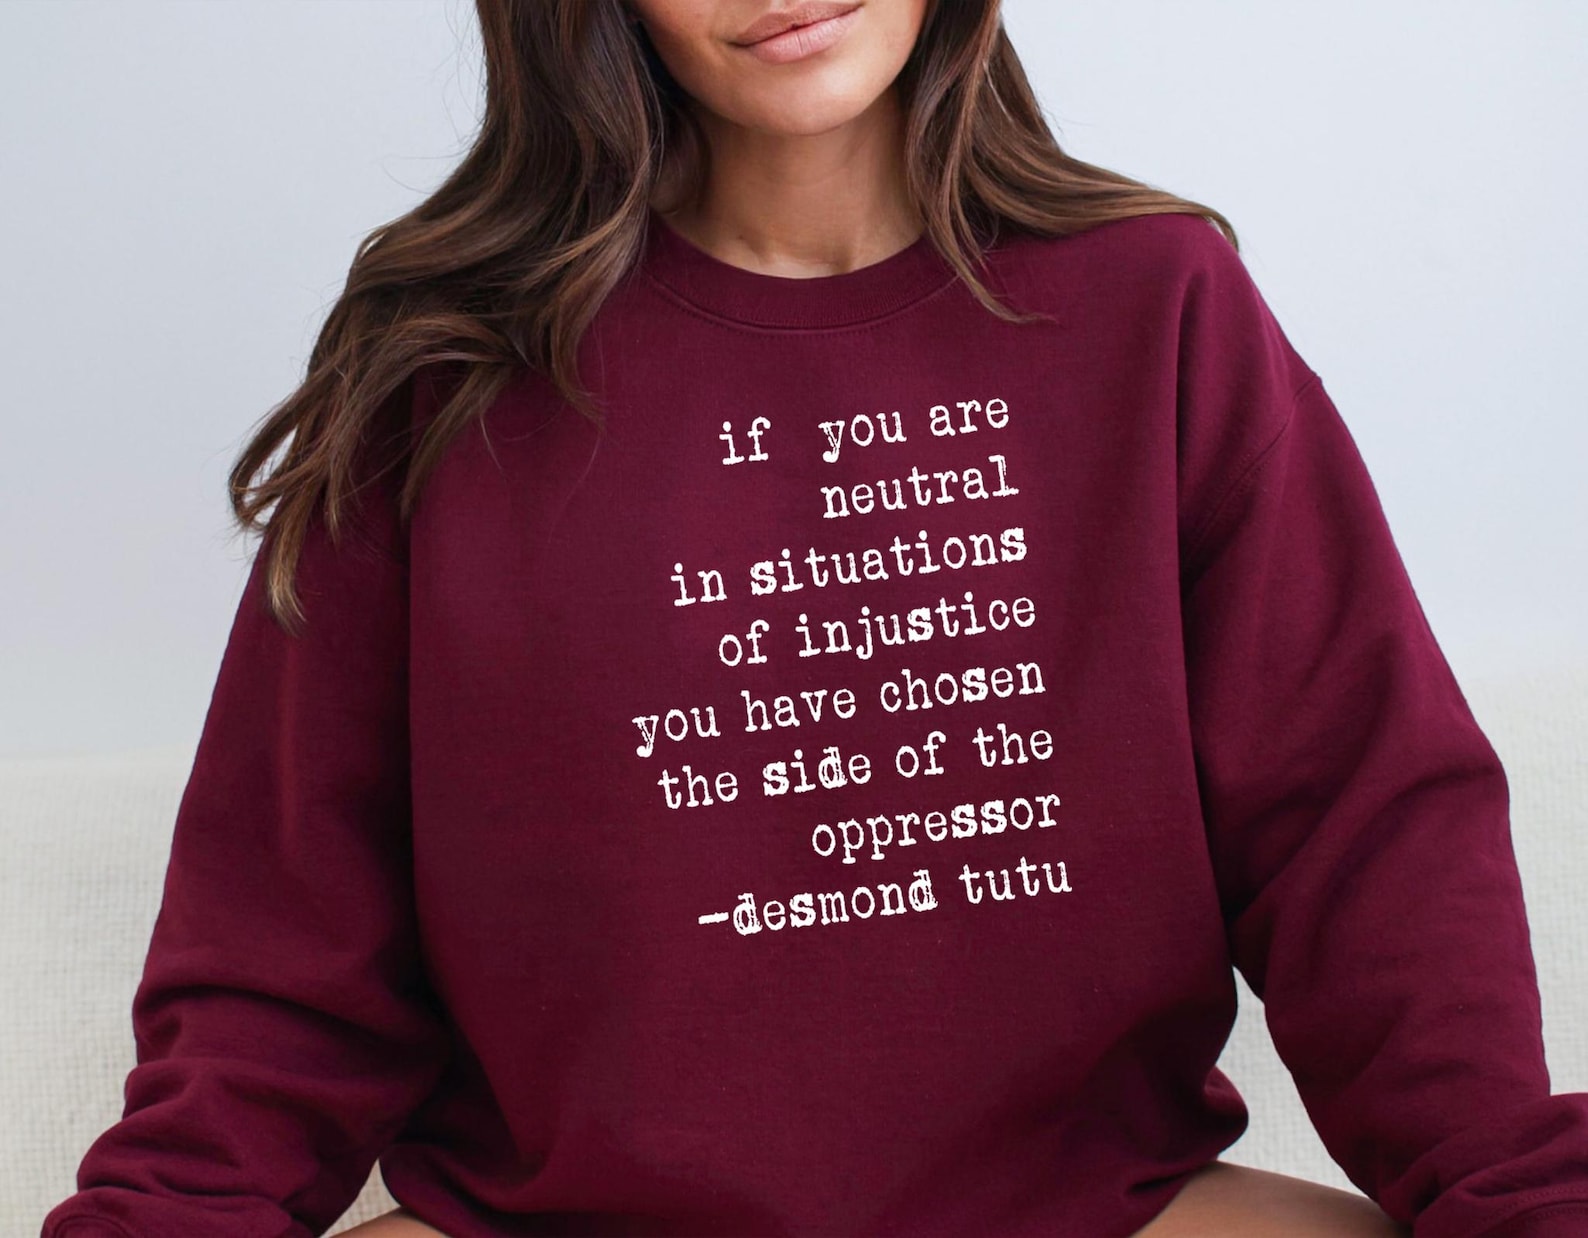 if you are
neutral
in situations
of injustice
you have chosen
the side of the
oppressor
-desmond tutu